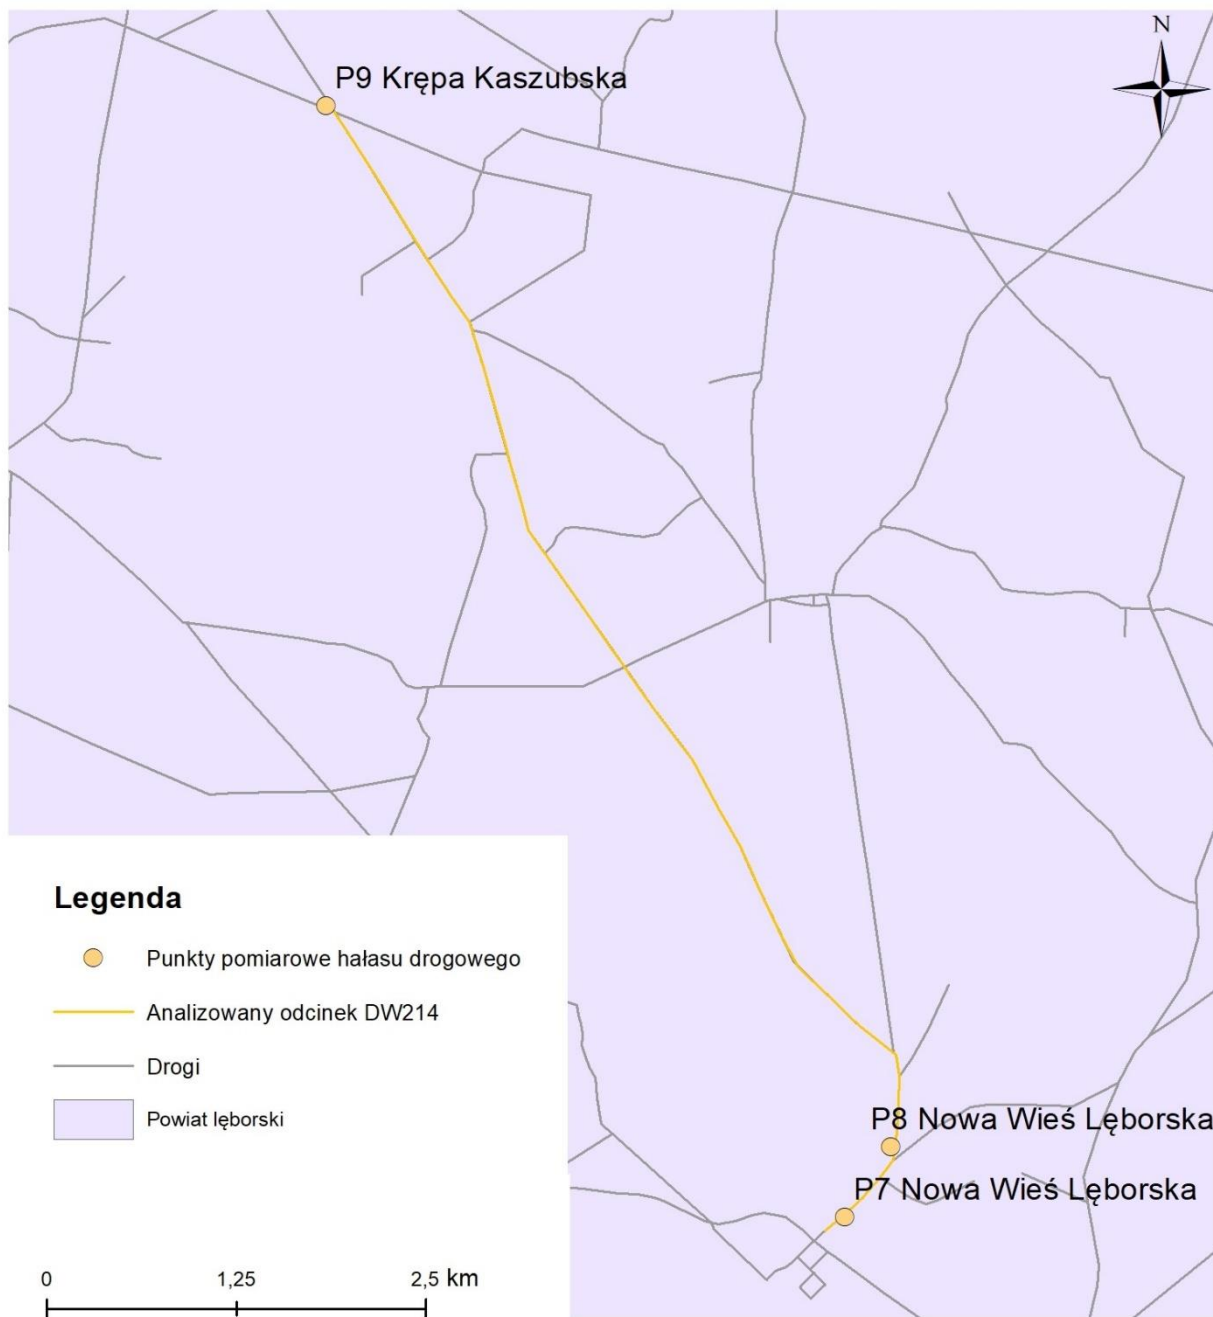 N
P9 Krępa Kaszubska
Legenda
Punkty pomiarowe hałasu drogowego
Analizowany odcinek DW214
Drogi
Powiat lęborski
P8 Nowa Wieś Lęborska
P7 Nowa Wieś Lęborska
0 1,25 2,5 km